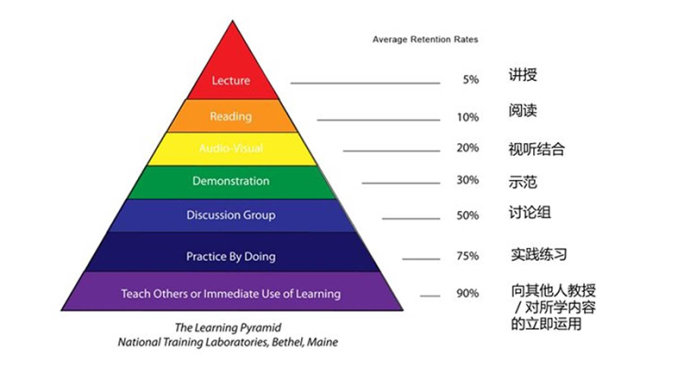 Average Retention Rates
Lecture 5% 讲授
Reading 10% 阅读
Audio-Visual 20% 视听结合
Demonstration 30% 示范
Discussion Group 50% 讨论组
Practice By Doing 75% 实践练习
Teach Others or Immediate Use of Learning 90% 向其他人教授
/对所学内容
的立即运用
The Learning Pyramid
National Training Laboratories, Bethel, Maine